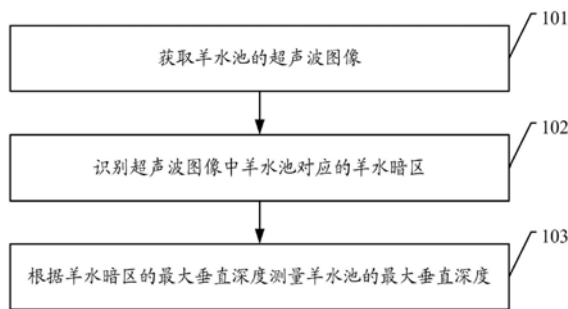 101
获取羊水池的超声波图像
102
识别超声波图像中羊水池对应的羊水暗区
103
根据羊水暗区的最大垂直深度测量羊水池的最大垂直深度